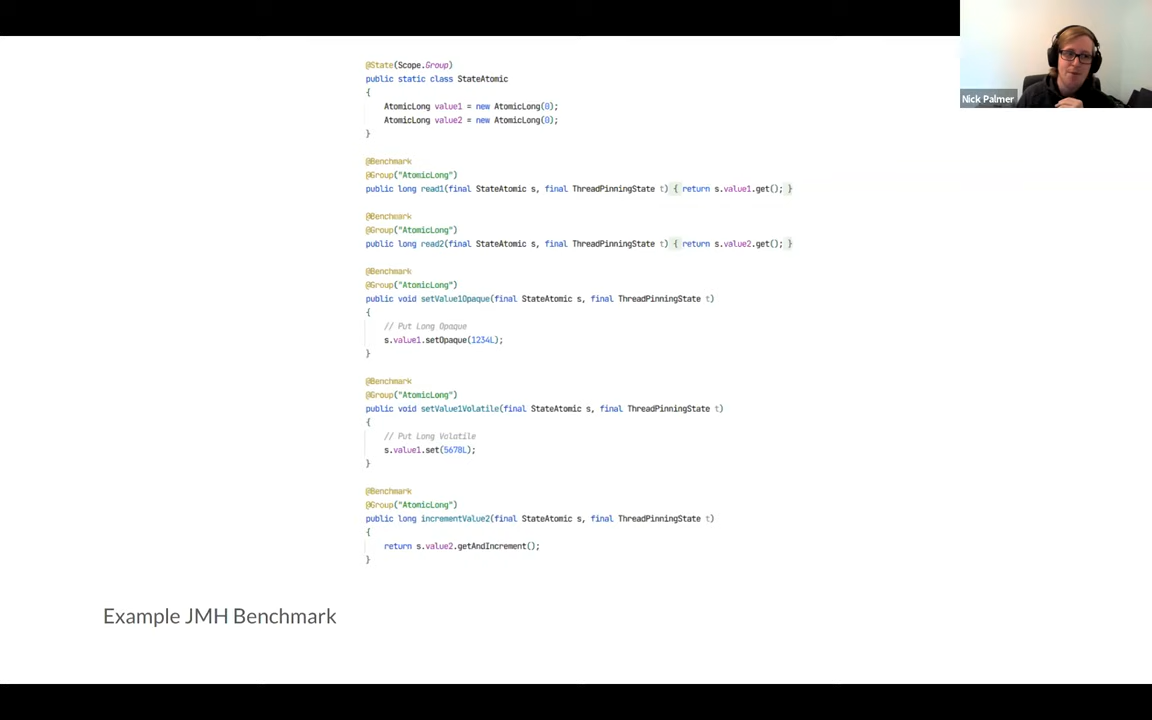 @State(Scope.Group)
public static class StateAtomic
{
AtomicLong value1 = new AtomicLong(0);
AtomicLong value2 = new AtomicLong(0);
}
@Benchmark
@Group("AtomicLong")
public long read1(final StateAtomic s, final ThreadPinningState t) { return s.value1.get(); }
@Benchmark
@Group("AtomicLong")
public long read2(final StateAtomic s, final ThreadPinningState t) { return s.value2.get(); }
@Benchmark
@Group("AtomicLong")
public void setValue1Opaque(final StateAtomic s, final ThreadPinningState t)
{
// Put Long Opaque
s.value1.setOpaque(1234L);
}
@Benchmark
@Group("AtomicLong")
public void setValue1Volatile(final StateAtomic s, final ThreadPinningState t)
{
// Put Long Volatile
s.value1.set(5678L);
}
@Benchmark
@Group("AtomicLong")
public long incrementValue2(final StateAtomic s, final ThreadPinningState t)
{
return s.value2.getAndIncrement();
}
Example JMH Benchmark
Nick Palmer